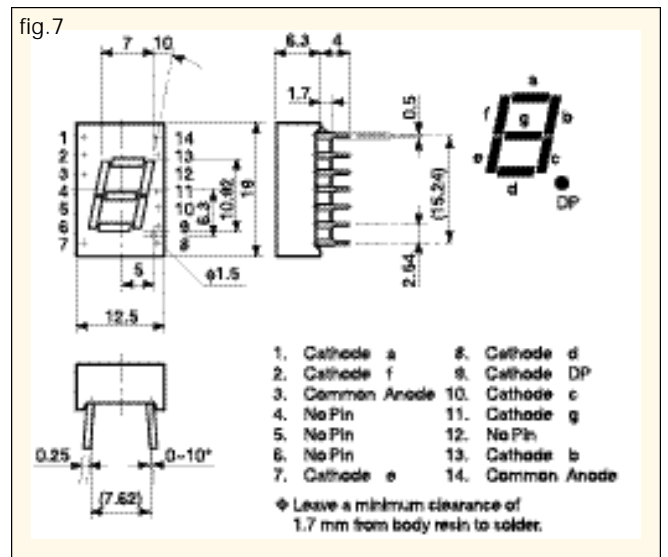 fig.7
7 10
6.3 4
1.7
0.5
a
f g b
e c
d
DP
1 14
2 13
3 12
4 11
5 10
6 9
7 8
6.3
10.92
19
(15.24)
2.54
5
φ1.5
12.5
0.25
0~10°
(7.62)
1. Cathode a
2. Cathode f
3. Common Anode
4. No Pin
5. No Pin
6. No Pin
7. Cathode e
8. Cathode d
9. Cathode DP
10. Cathode c
11. Cathode g
12. No Pin
13. Cathode b
14. Common Anode
❖ Leave a minimum clearance of
1.7 mm from body resin to solder.